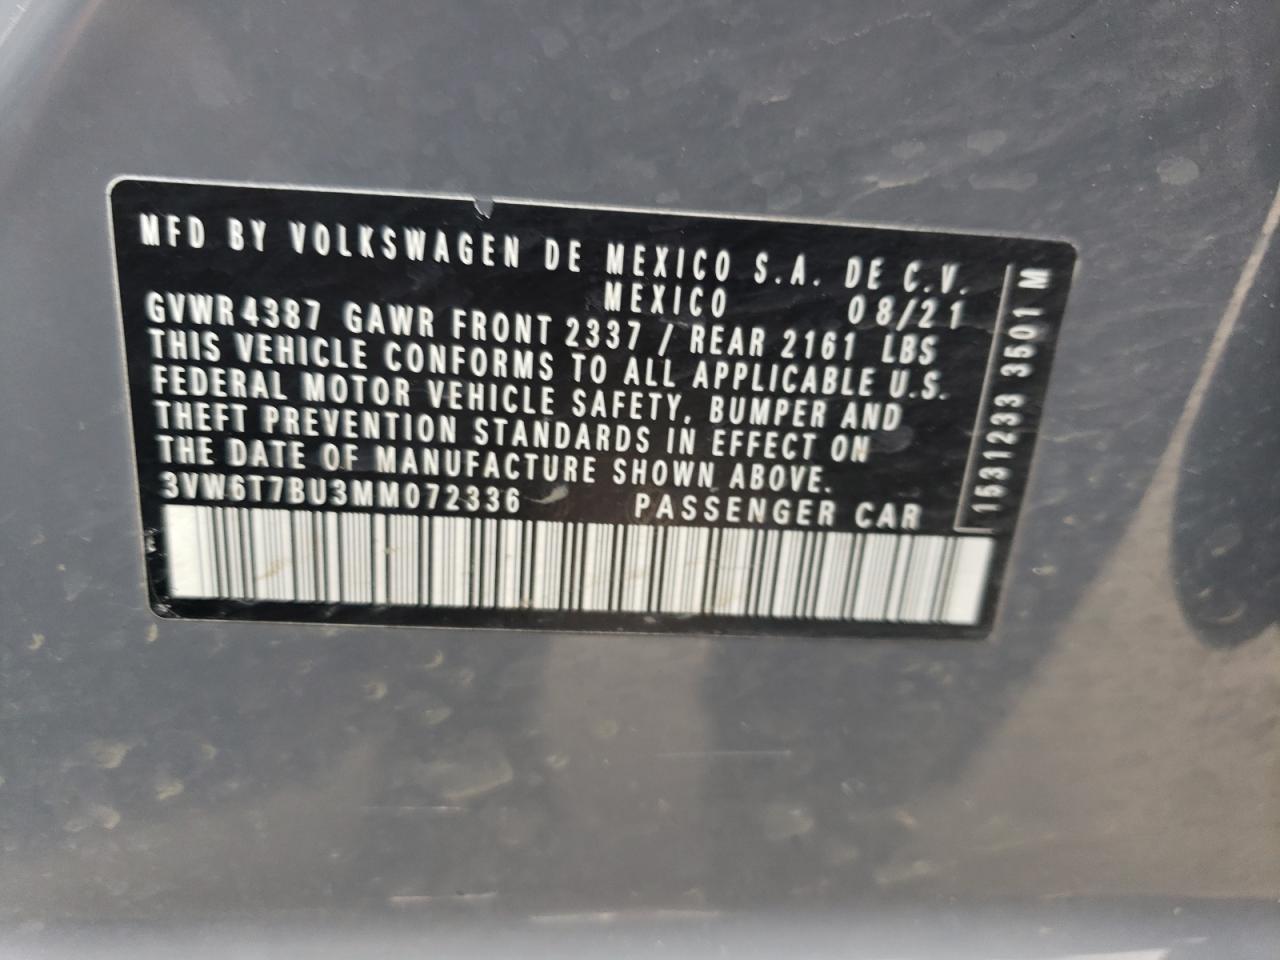 MFD BY VOLKSWAGEN DE MEXICO S.A. DE C.V.
MEXICO 08/21
GVWR 4387 GAWR FRONT 2337 / REAR 2161 LBS
THIS VEHICLE CONFORMS TO ALL APPLICABLE U.S.
FEDERAL MOTOR VEHICLE SAFETY, BUMPER AND
THEFT PREVENTION STANDARDS IN EFFECT ON
THE DATE OF MANUFACTURE SHOWN ABOVE.
3VW6T7BU3MM072336 PASSENGER CAR
1531233 3501 M